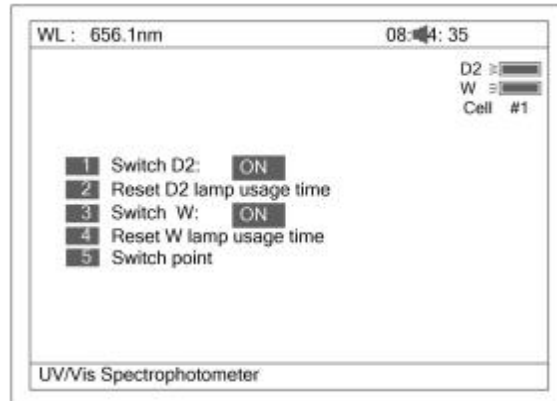 WL : 656.1nm 08: 4: 35
D2
W
Cell #1
1 Switch D2: ON
2 Reset D2 lamp usage time
3 Switch W: ON
4 Reset W lamp usage time
5 Switch point
UV/Vis Spectrophotometer